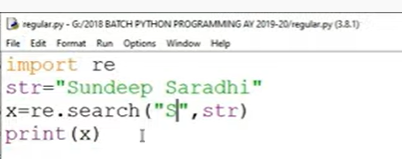 regular.py - G:/2018 BATCH PYTHON PROGRAMMING AY 2019-20/regular.py (3.8.1)
File Edit Format Run Options Window Help
import re
str="Sundeep Saradhi"
x=re.search("S",str)
print(x)